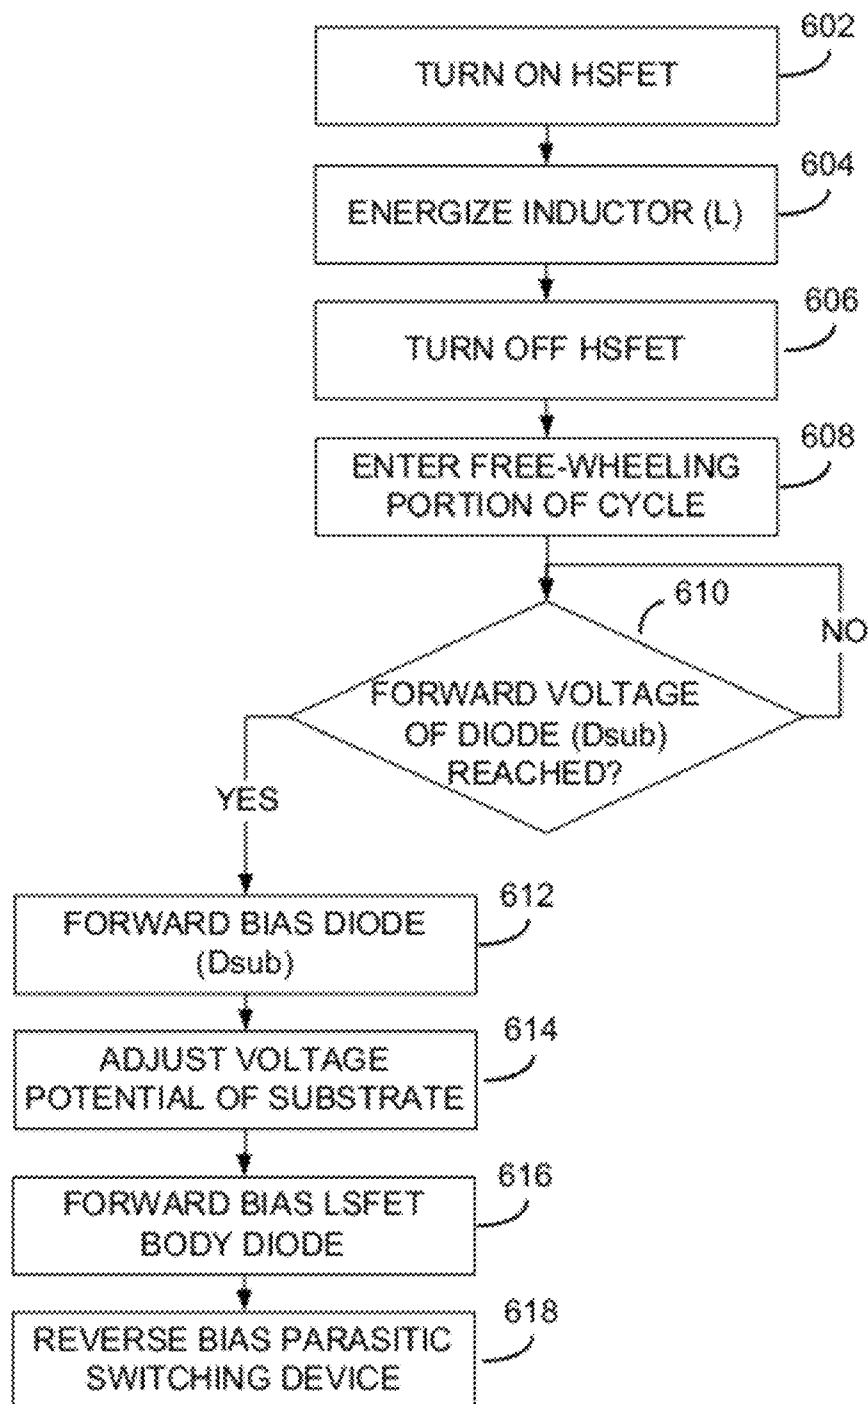 602
TURN ON HSFET
604
ENERGIZE INDUCTOR (L)
606
TURN OFF HSFET
608
ENTER FREE-WHEELING
PORTION OF CYCLE
610
NO
FORWARD VOLTAGE
OF DIODE (Dsub)
REACHED?
YES
612
FORWARD BIAS DIODE
(Dsub)
614
ADJUST VOLTAGE
POTENTIAL OF SUBSTRATE
616
FORWARD BIAS LSFET
BODY DIODE
618
REVERSE BIAS PARASITIC
SWITCHING DEVICE